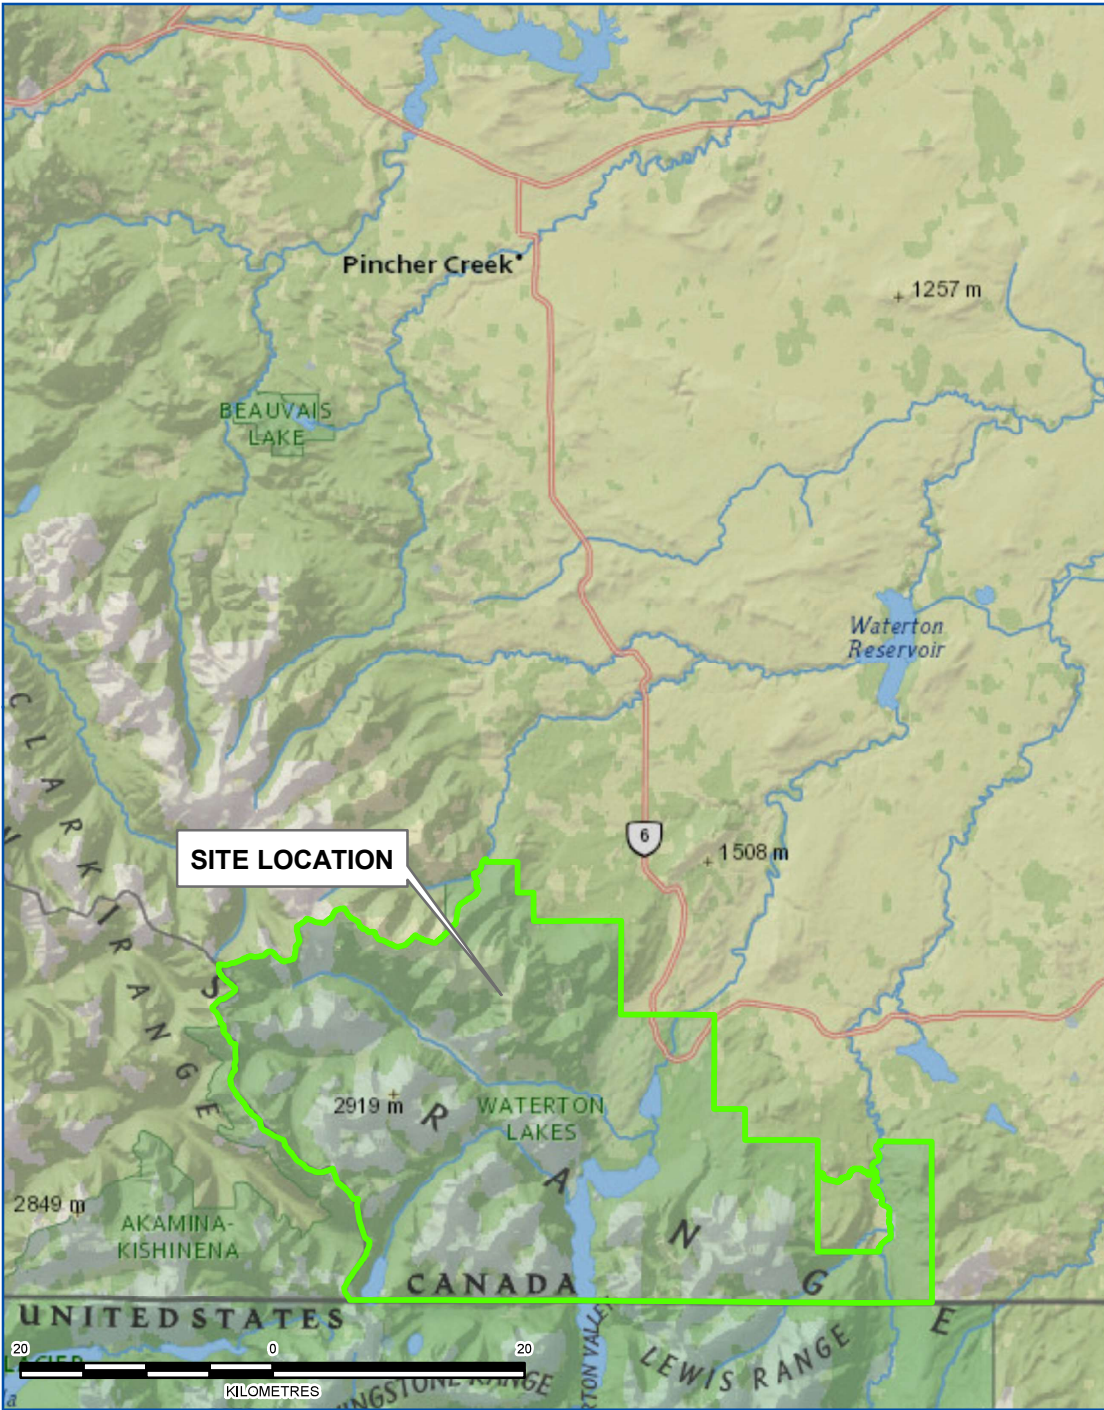 Pincher Creek
1257 m
BEAUVAIS
LAKE
Waterton
Reservoir
CLARK
RANGE
6
1508 m
SITE LOCATION
2919 m
WATERTON
LAKES
2849 m
AKAMINA-
KISHINENA
RANGE
CANADA
UNITED STATES
LEWIS RANGE
20
0
20
KILOMETRES